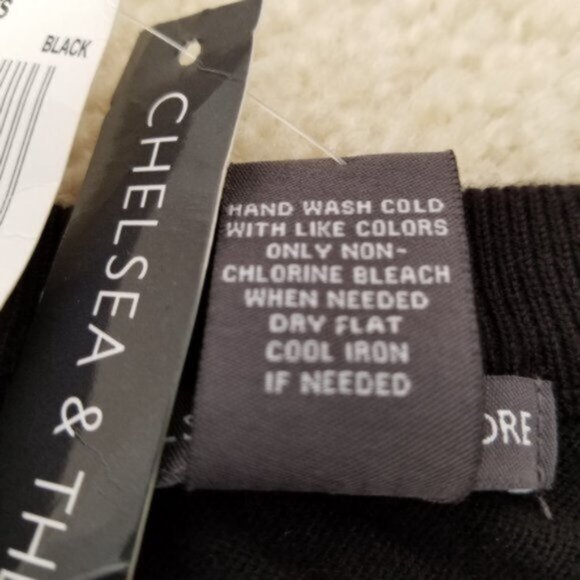 BLACK
CHELSEA & TH
HAND WASH COLD
WITH LIKE COLORS
ONLY NON-
CHLORINE BLEACH
WHEN NEEDED
DRY FLAT
COOL IRON
IF NEEDED
ORE